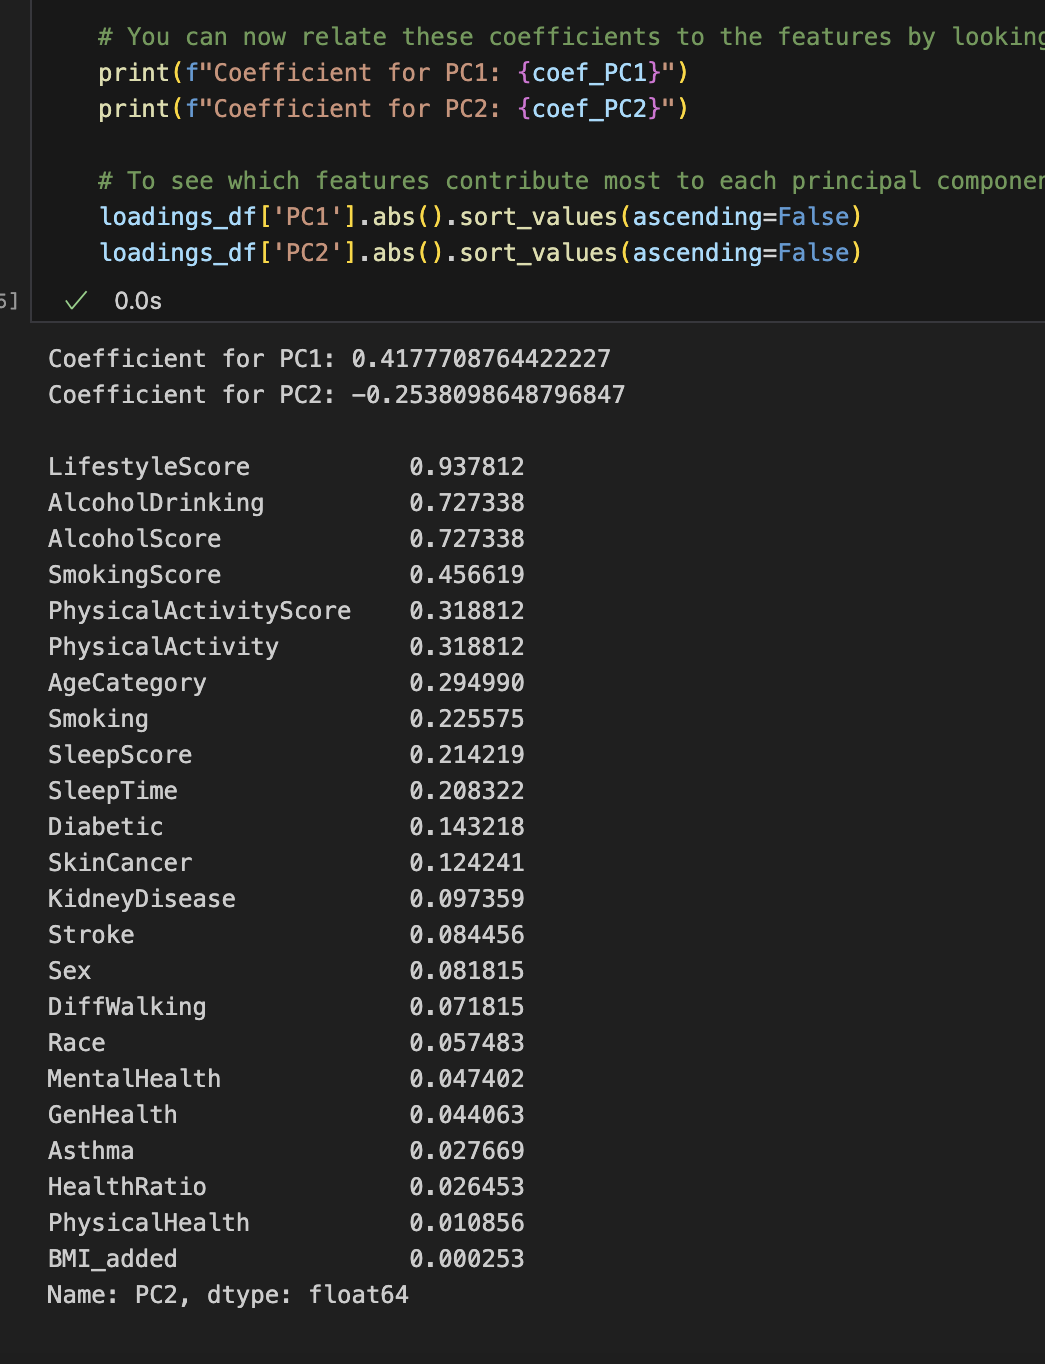 # You can now relate these coefficients to the features by looking
print(f"Coefficient for PC1: {coef_PC1}")
print(f"Coefficient for PC2: {coef_PC2}")
# To see which features contribute most to each principal
loadings_df['PC1'].abs().sort_values(ascending=False)
loadings_df['PC2'].abs().sort_values(ascending=False)
5] ✓ 0.0s
Coefficient for PC1: 0.4177708764422227
Coefficient for PC2: -0.2538098648796847
LifestyleScore 0.937812
AlcoholDrinking 0.727338
AlcoholScore 0.727338
SmokingScore 0.456619
PhysicalActivityScore 0.318812
PhysicalActivity 0.318812
AgeCategory 0.294990
Smoking 0.225575
SleepScore 0.214219
SleepTime 0.208322
Diabetic 0.143218
SkinCancer 0.124241
KidneyDisease 0.097359
Stroke 0.084456
Sex 0.081815
DiffWalking 0.071815
Race 0.057483
MentalHealth 0.047402
GenHealth 0.044063
Asthma 0.027669
HealthRatio 0.026453
PhysicalHealth 0.010856
BMI_added 0.000253
Name: PC2, dtype: float64